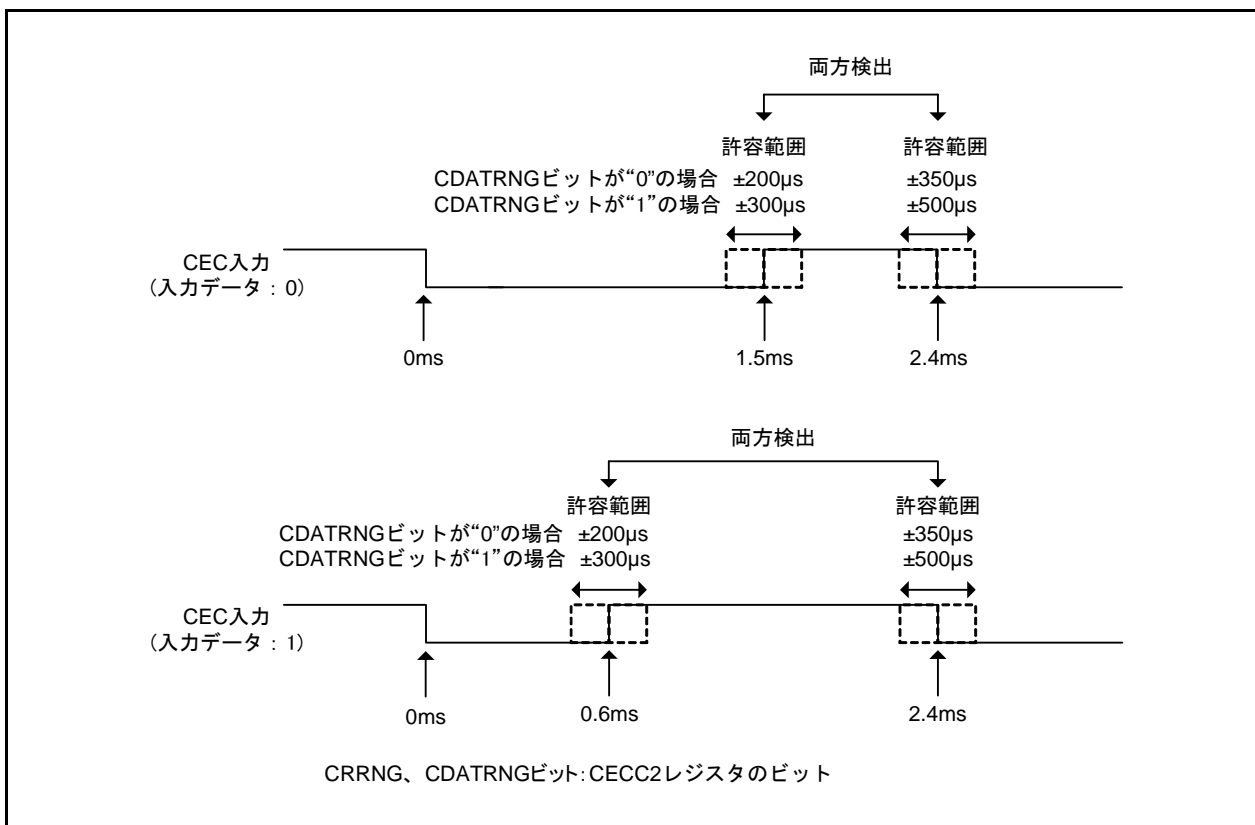 両方検出
許容範囲 許容範囲
CDATRNGビットが“0”の場合 ±200µs ±350µs
CDATRNGビットが“1”の場合 ±300µs ±500µs
CEC入力
(入力データ : 0)
0ms 1.5ms 2.4ms
両方検出
許容範囲 許容範囲
CDATRNGビットが“0”の場合 ±200µs ±350µs
CDATRNGビットが“1”の場合 ±300µs ±500µs
CEC入力
(入力データ : 1)
0ms 0.6ms 2.4ms
CRRNG、CDATRNGビット:CECC2レジスタのビット